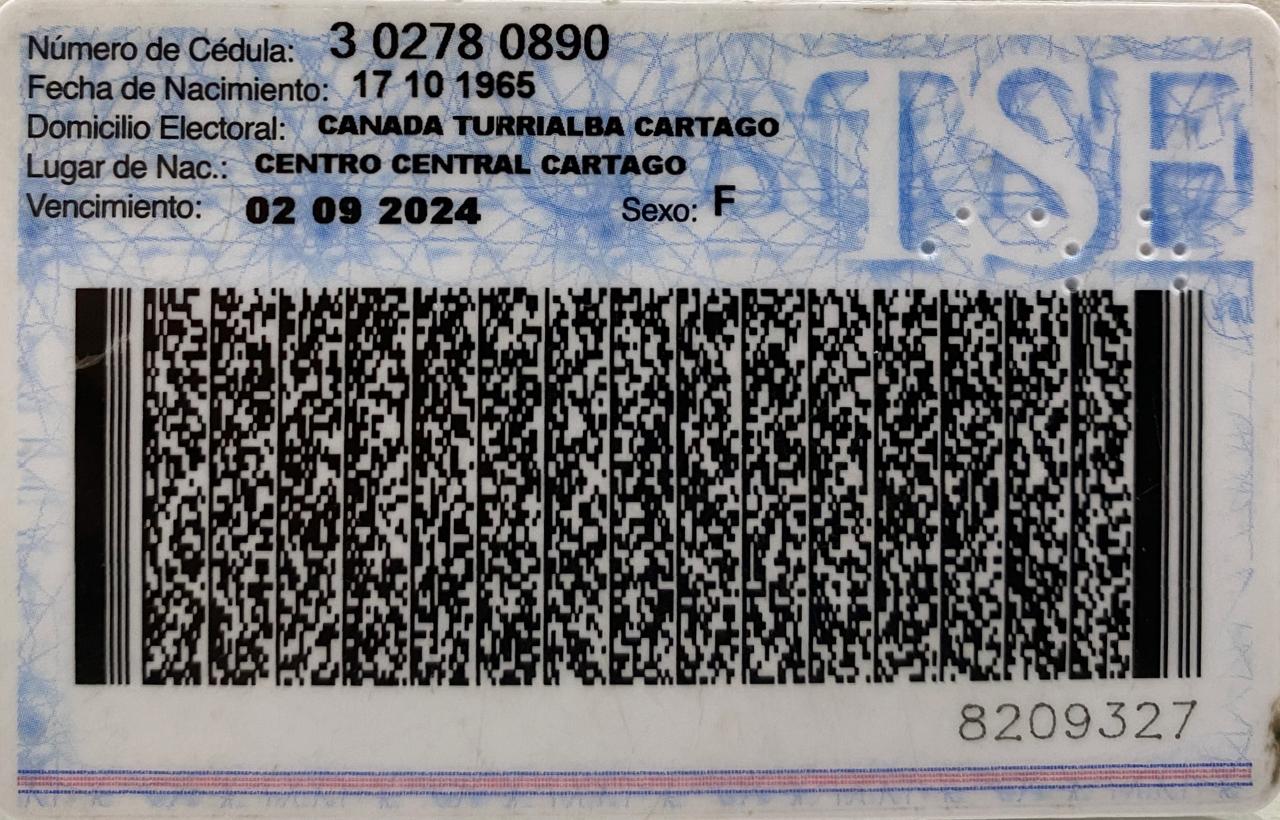 Número de Cédula: 3 0278 0890
Fecha de Nacimiento: 17 10 1965
Domicilio Electoral: CANADA TURRIALBA CARTAGO
Lugar de Nac.: CENTRO CENTRAL CARTAGO
Vencimiento: 02 09 2024 Sexo: F
TSE
8209327